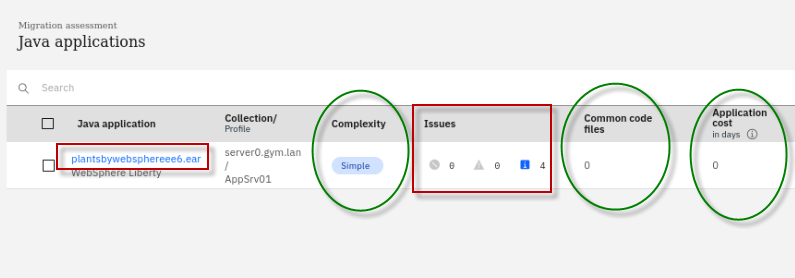 Migration assessment
Java applications
Search
Java application
Collection/
Profile
Complexity
Issues
Common code
files
Application
cost
in days
plantsbywebsphereee6.ear
WebSphere Liberty
server0.gym.lan
/
AppSrv01
Simple
0 0 4
0
0